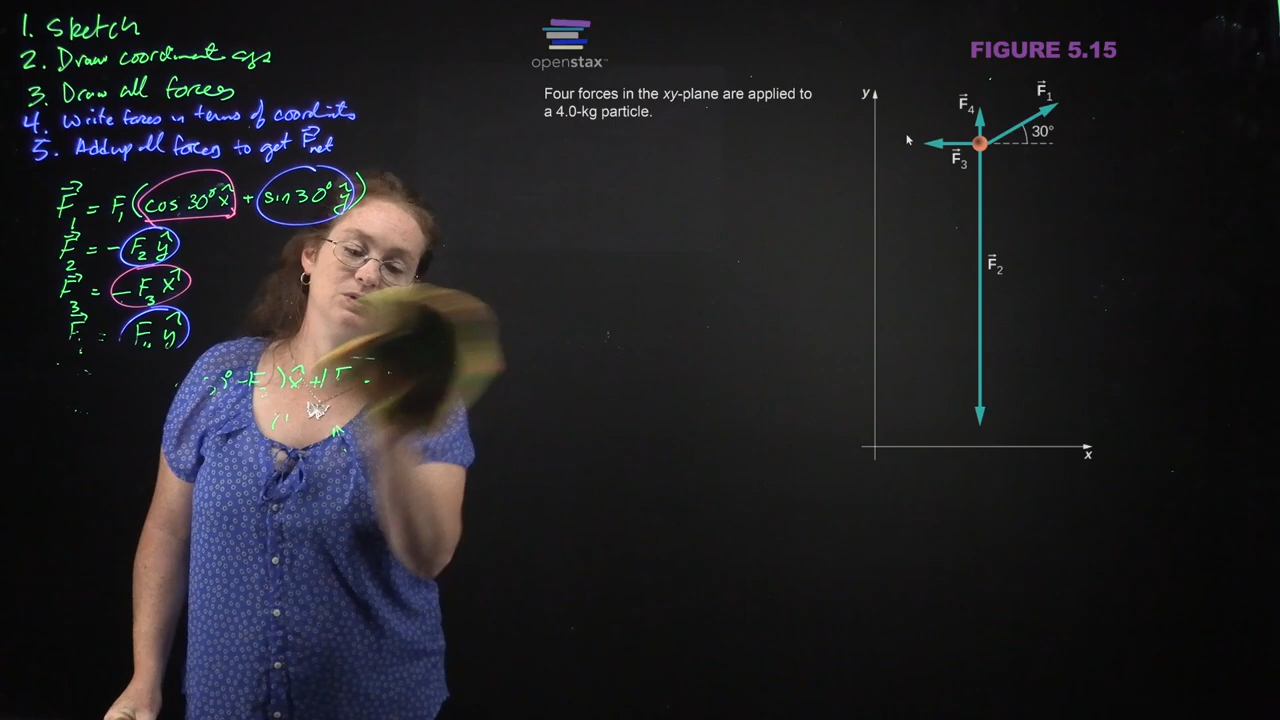 1. Sketch
2. Draw coordinate sys
3. Draw all forces
4. Write forces in terms of coordinates
5. Add up all forces to get F⃗net
F⃗1 = F1 (cos 30° x̂ + sin 30° ŷ)
F⃗2 = - F2 ŷ
F⃗3 = - F3 x̂
F⃗ = F ŷ
- F ) x̂ +
openstax™
Four forces in the xy-plane are applied to
a 4.0-kg particle.
FIGURE 5.15
y
F⃗4
F⃗1
30°
F⃗3
F⃗2
x